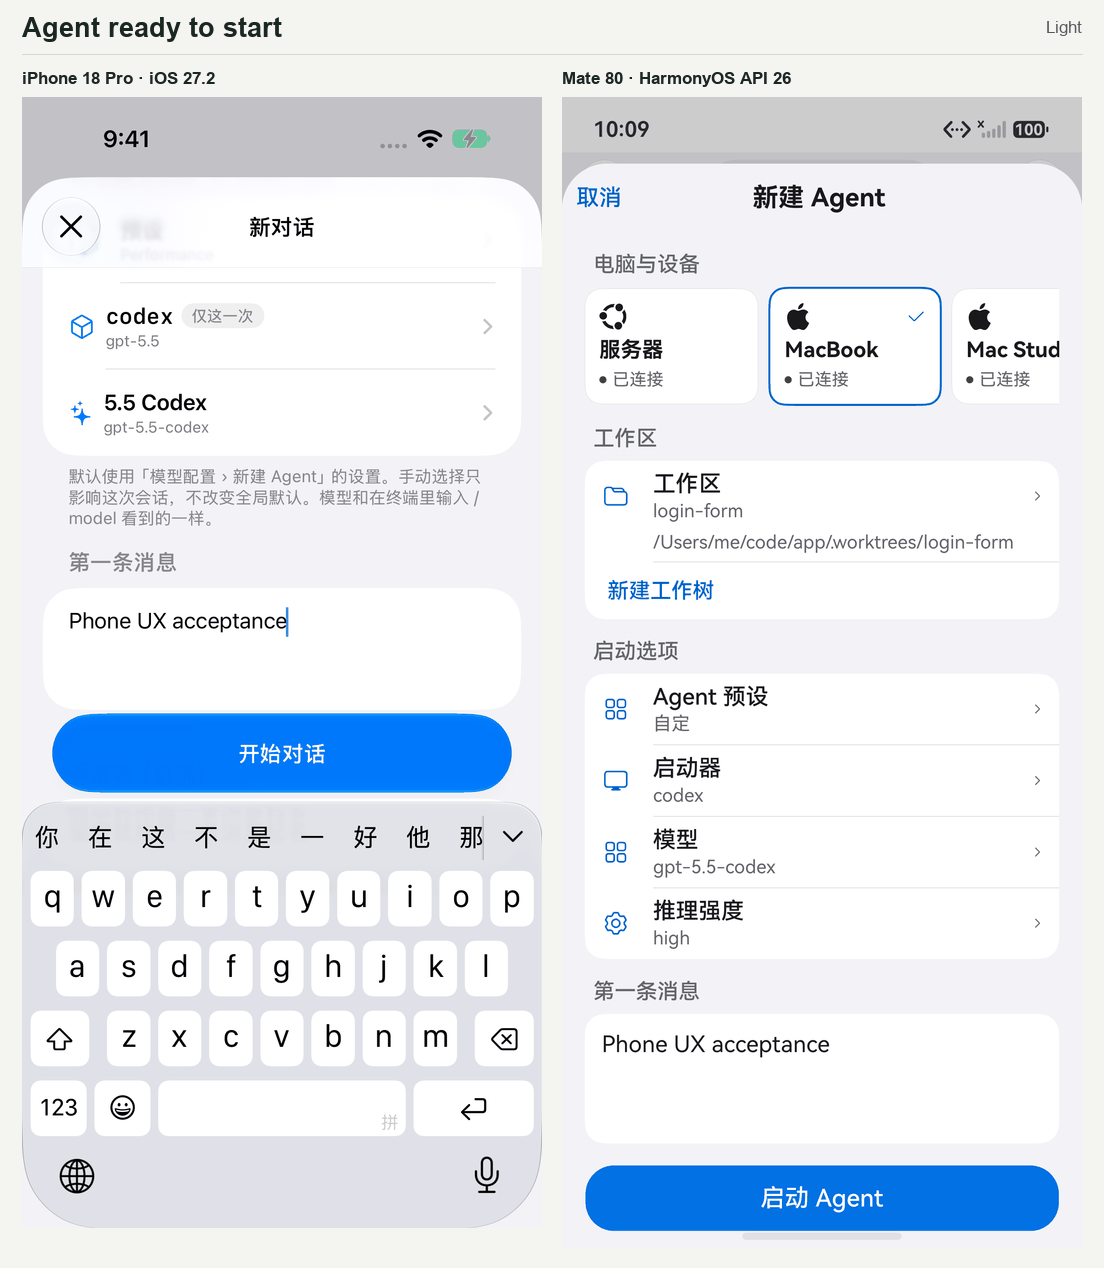 Agent ready to start
Light
iPhone 18 Pro · iOS 27.2
9:41
预设
新对话
Performance
codex 仅这一次
gpt-5.5
5.5 Codex
gpt-5.5-codex
默认使用「模型配置 › 新建 Agent」的设置。手动选择只
影响这次会话，不改变全局默认。模型和在终端里输入 /
model 看到的一样。
第一条消息
Phone UX acceptance
开始对话
你 在 这 不 是 一 好 他 那
q w e r t y u i o p
a s d f g h j k l
z x c v b n m
123
拼
Mate 80 · HarmonyOS API 26
10:09
100
取消
新建 Agent
电脑与设备
服务器
已连接
MacBook
已连接
Mac Stud
已连接
工作区
工作区
login-form
/Users/me/code/app/.worktrees/login-form
新建工作树
启动选项
Agent 预设
自定
启动器
codex
模型
gpt-5.5-codex
推理强度
high
第一条消息
Phone UX acceptance
启动 Agent